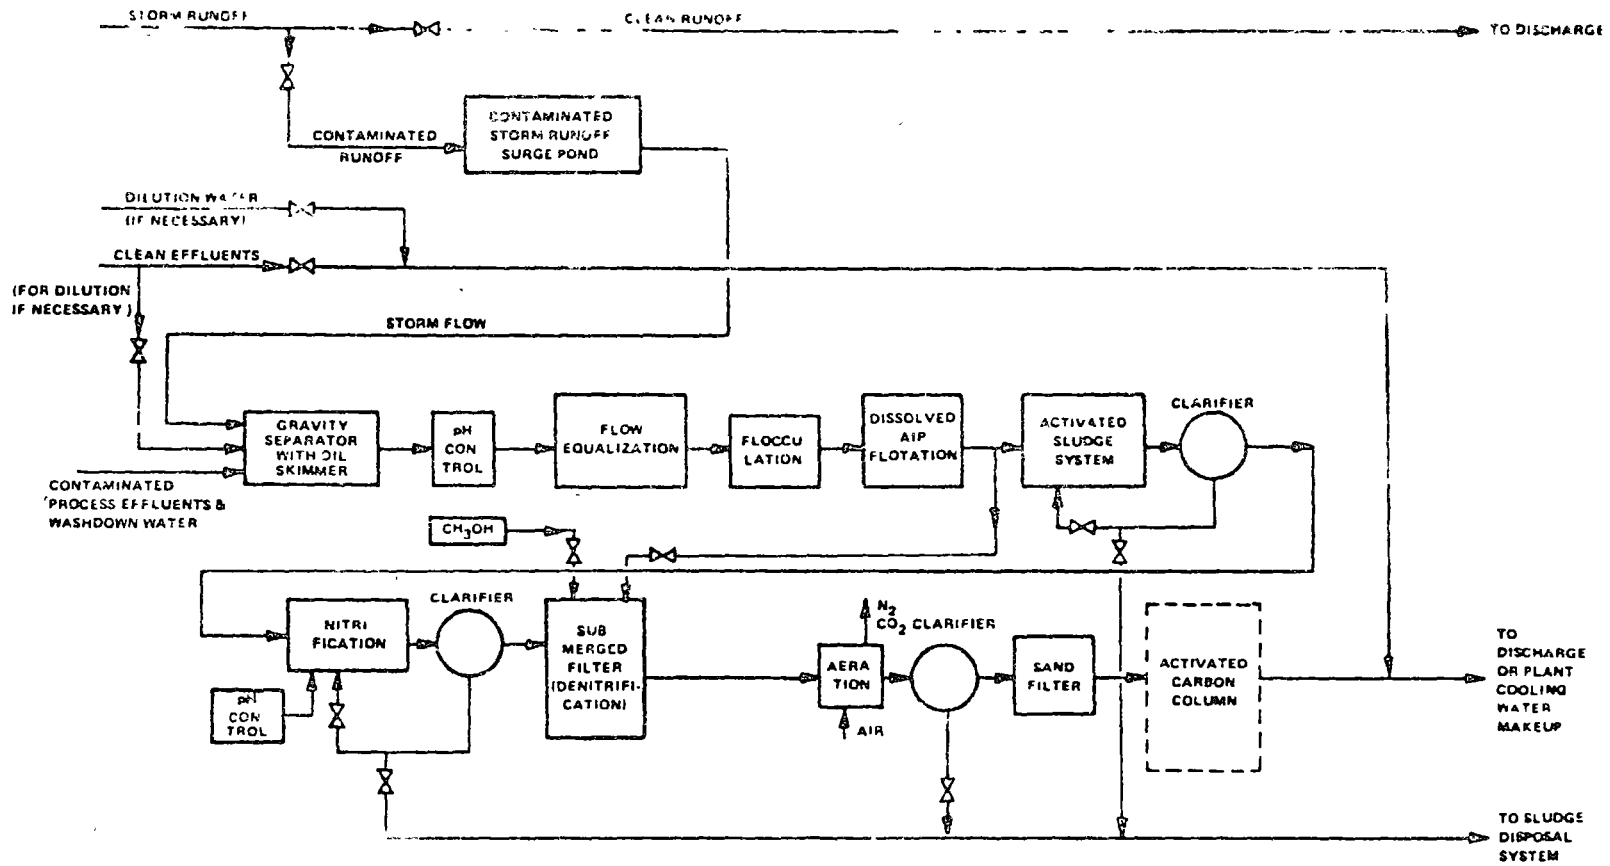 STORM RUNOFF
CLEAN RUNOFF
TO DISCHARGE
CONTAMINATED
STORM RUNOFF
SURGE POND
CONTAMINATED
RUNOFF
DILUTION WATER
(IF NECESSARY)
CLEAN EFFLUENTS
(FOR DILUTION
IF NECESSARY)
STORM FLOW
GRAVITY
SEPARATOR
WITH OIL
SKIMMER
pH
CON
TROL
FLOW
EQUALIZATION
FLOCCU
LATION
DISSOLVED
AIP
FLOTATION
ACTIVATED
SLUDGE
SYSTEM
CLARIFIER
CONTAMINATED
PROCESS EFFLUENTS &
WASHDOWN WATER
CH3OH
NITRI
FICATION
CLARIFIER
SUB
MERGED
FILTER
(DENITRIFI-
CATION)
pH
CON
TROL
N2
CO2 CLARIFIER
AERA
TION
AIR
SAND
FILTER
ACTIVATED
CARBON
COLUMN
TO
DISCHARGE
OR PLANT
COOLING
WATER
MAKEUP
TO SLUDGE
DISPOSAL
SYSTEM